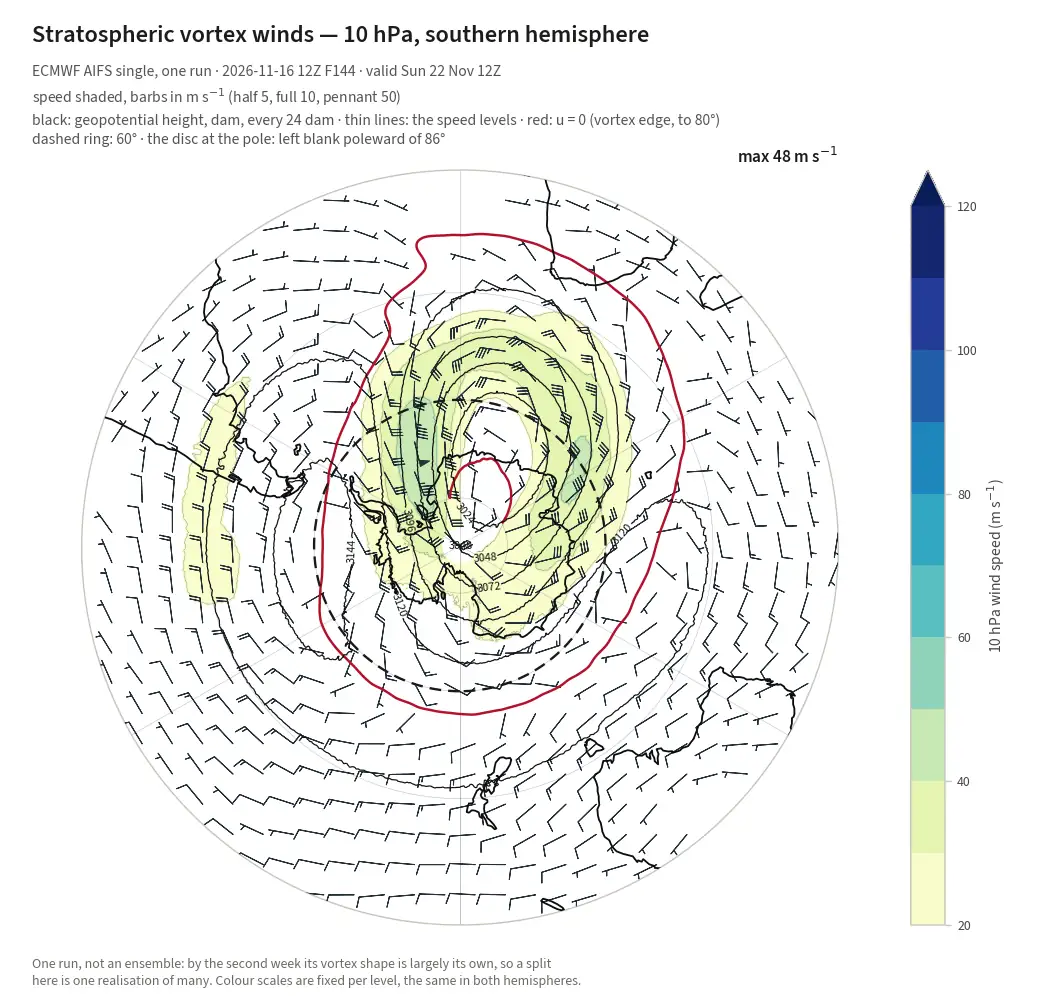 Stratospheric vortex winds — 10 hPa, southern hemisphere
ECMWF AIFS single, one run · 2026-11-16 12Z F144 · valid Sun 22 Nov 12Z
speed shaded, barbs in m s⁻¹ (half 5, full 10, pennant 50)
black: geopotential height, dam, every 24 dam · thin lines: the speed levels · red: u = 0 (vortex edge, to 80°)
dashed ring: 60° · the disc at the pole: left blank poleward of 86°
max 48 m s⁻¹
120
100
80
60
40
20
10 hPa wind speed (m s⁻¹)
3024
3096
3120
3144
3048
3072
3120
One run, not an ensemble: by the second week its vortex shape is largely its own, so a split
here is one realisation of many. Colour scales are fixed per level, the same in both hemispheres.